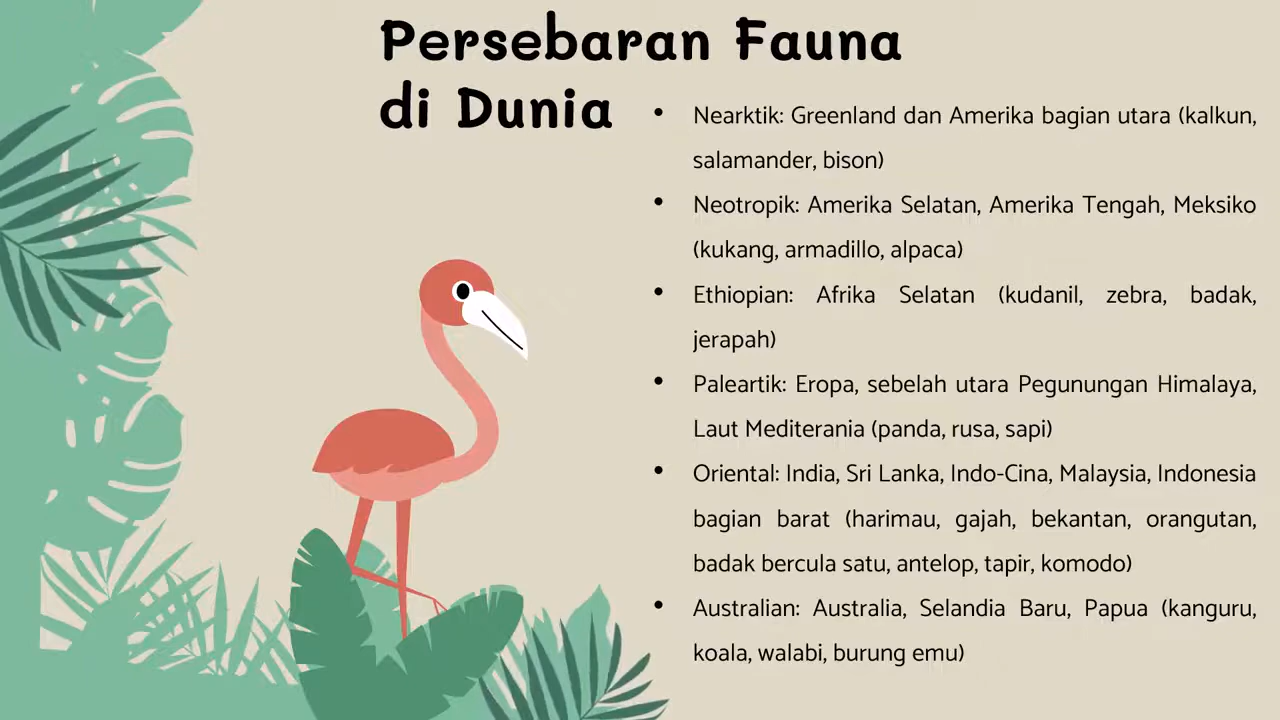 Persebaran Fauna
di Dunia
• Nearktik: Greenland dan Amerika bagian utara (kalkun,
salamander, bison)
• Neotropik: Amerika Selatan, Amerika Tengah, Meksiko
(kukang, armadillo, alpaca)
• Ethiopian: Afrika Selatan (kudanil, zebra, badak,
jerapah)
• Paleartik: Eropa, sebelah utara Pegunungan Himalaya,
Laut Mediterania (panda, rusa, sapi)
• Oriental: India, Sri Lanka, Indo-Cina, Malaysia, Indonesia
bagian barat (harimau, gajah, bekantan, orangutan,
badak bercula satu, antelop, tapir, komodo)
• Australian: Australia, Selandia Baru, Papua (kanguru,
koala, walabi, burung emu)